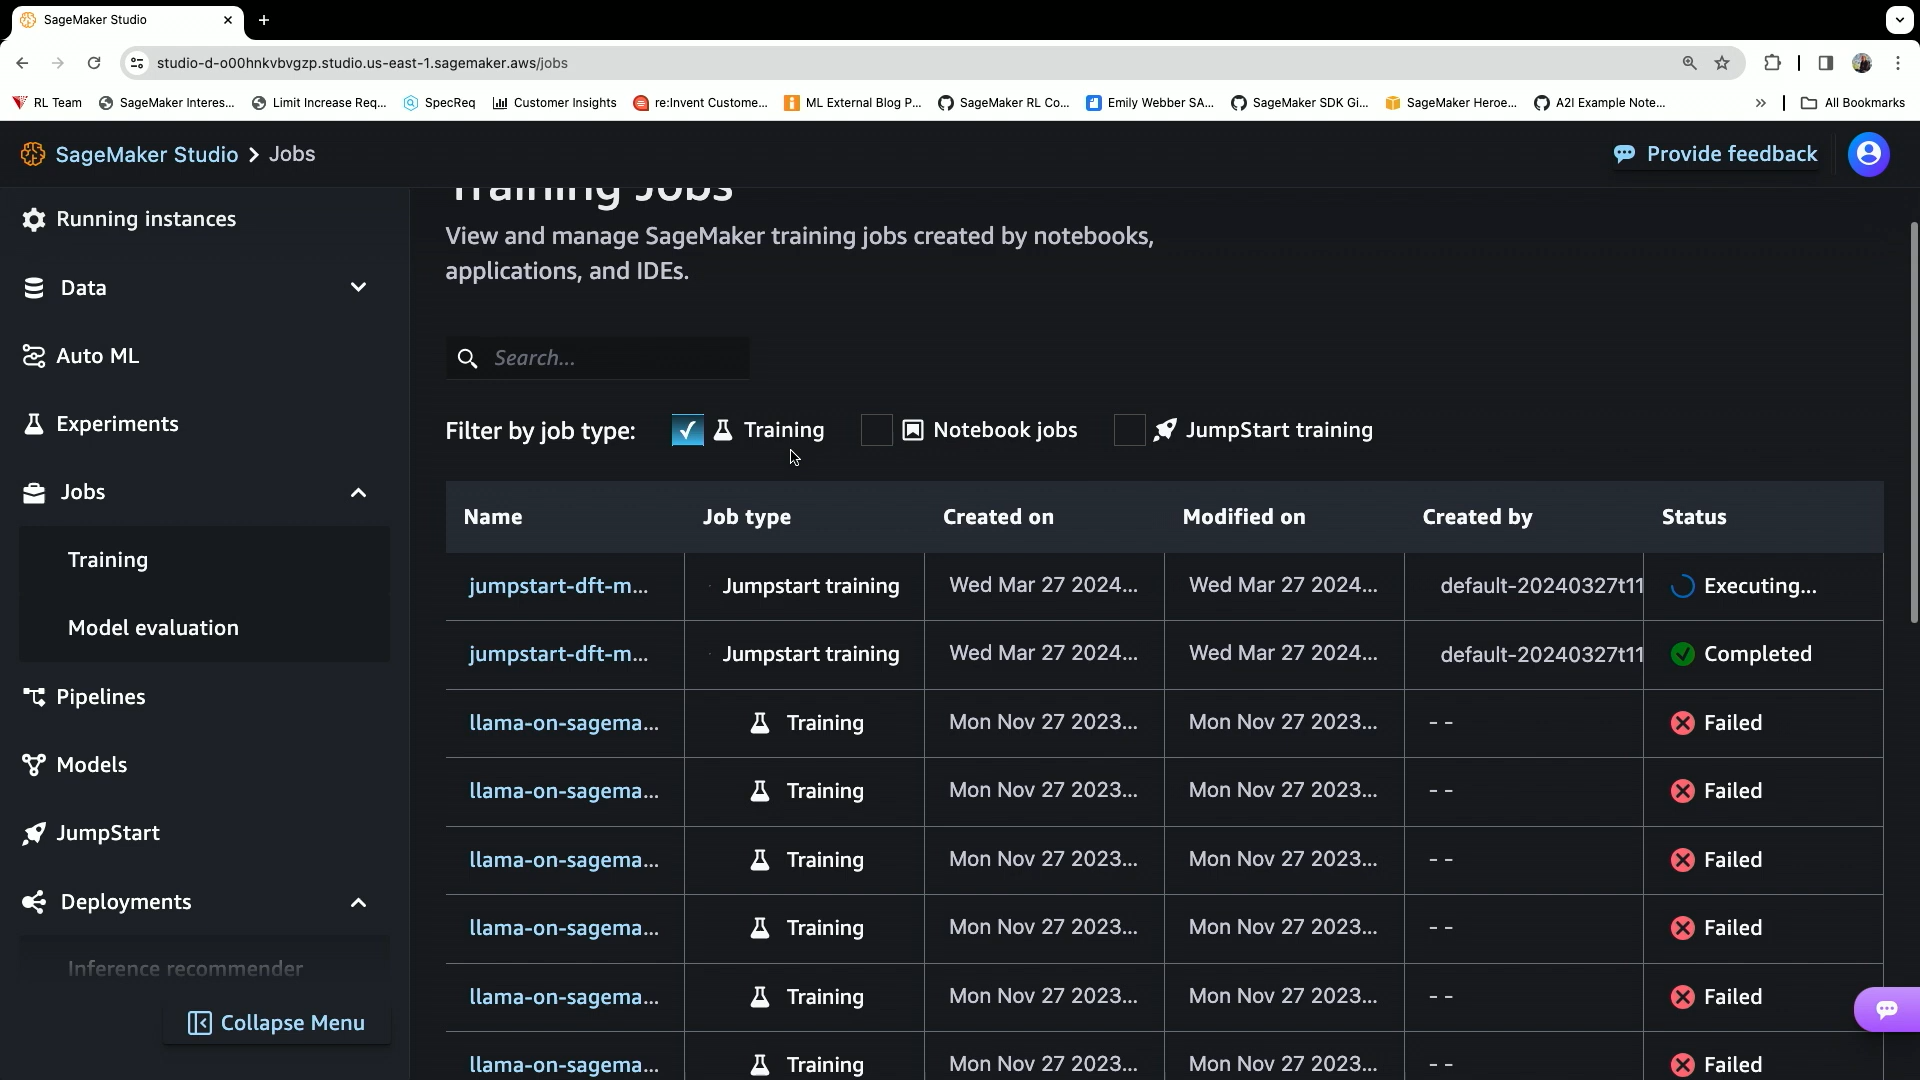 SageMaker Studio
studio-d-o00hnkvbvgzp.studio.us-east-1.sagemaker.aws/jobs
RL Team SageMaker Interes... Limit Increase Req... SpecReq Customer Insights re:Invent Custome... ML External Blog P... SageMaker RL Co... Emily Webber SA... SageMaker SDK Gi... SageMaker Heroe... A2I Example Note... » All Bookmarks
SageMaker Studio > Jobs Provide feedback
Running instances
Data
Auto ML
Experiments
Jobs
Training
Model evaluation
Pipelines
Models
JumpStart
Deployments
Inference recommender
Collapse Menu
Training Jobs
View and manage SageMaker training jobs created by notebooks,
applications, and IDEs.
Search...
Filter by job type: Training Notebook jobs JumpStart training
Name Job type Created on Modified on Created by Status
jumpstart-dft-m... Jumpstart training Wed Mar 27 2024... Wed Mar 27 2024... default-20240327t11 Executing...
jumpstart-dft-m... Jumpstart training Wed Mar 27 2024... Wed Mar 27 2024... default-20240327t11 Completed
llama-on-sagema... Training Mon Nov 27 2023... Mon Nov 27 2023... -- Failed
llama-on-sagema... Training Mon Nov 27 2023... Mon Nov 27 2023... -- Failed
llama-on-sagema... Training Mon Nov 27 2023... Mon Nov 27 2023... -- Failed
llama-on-sagema... Training Mon Nov 27 2023... Mon Nov 27 2023... -- Failed
llama-on-sagema... Training Mon Nov 27 2023... Mon Nov 27 2023... -- Failed
llama-on-sagema... Training Mon Nov 27 2023... Mon Nov 27 2023... -- Failed